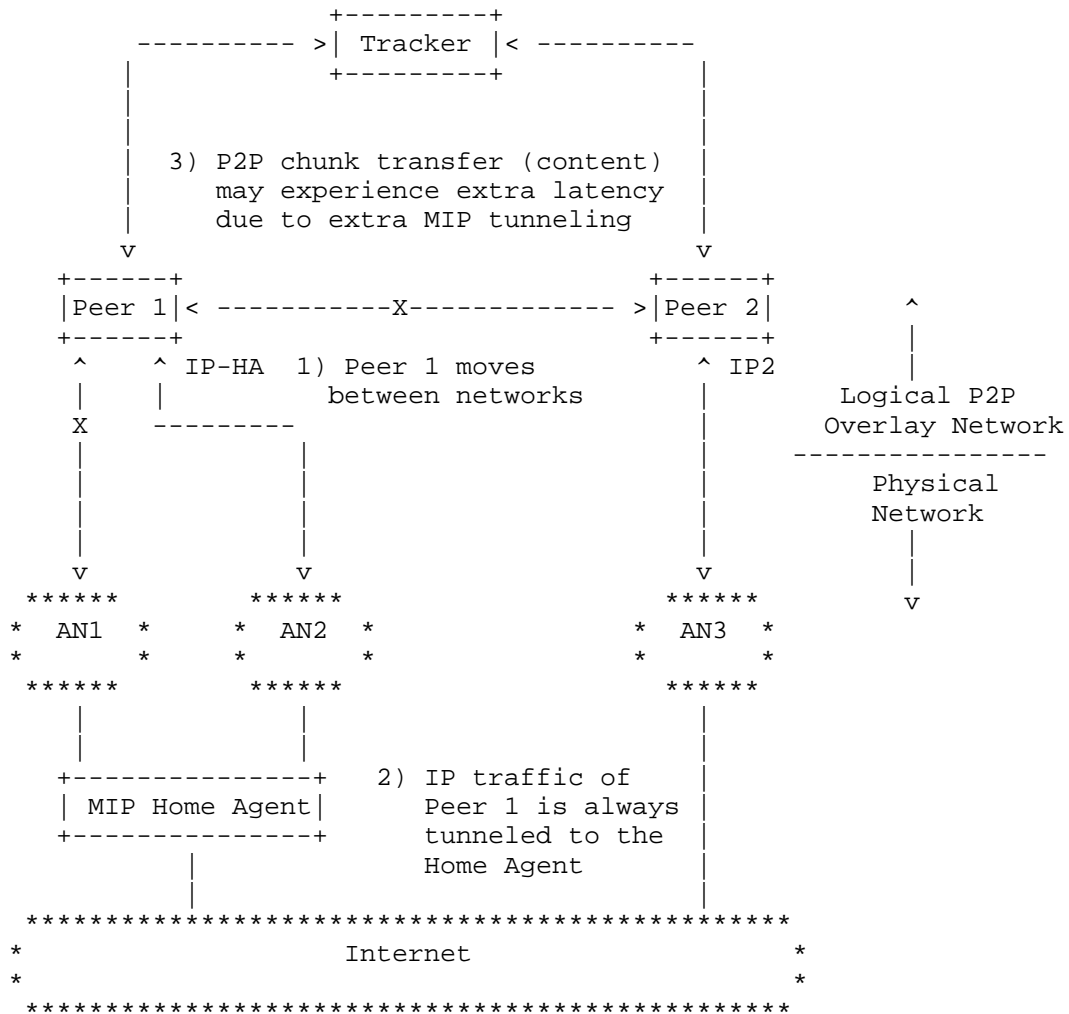 Tracker
3) P2P chunk transfer (content)
may experience extra latency
due to extra MIP tunneling
Peer 1
X
Peer 2
IP-HA 1) Peer 1 moves
IP2
between networks
Logical P2P
X
Overlay Network
Physical
Network
AN1
AN2
AN3
2) IP traffic of
MIP Home Agent
Peer 1 is always
tunneled to the
Home Agent
Internet